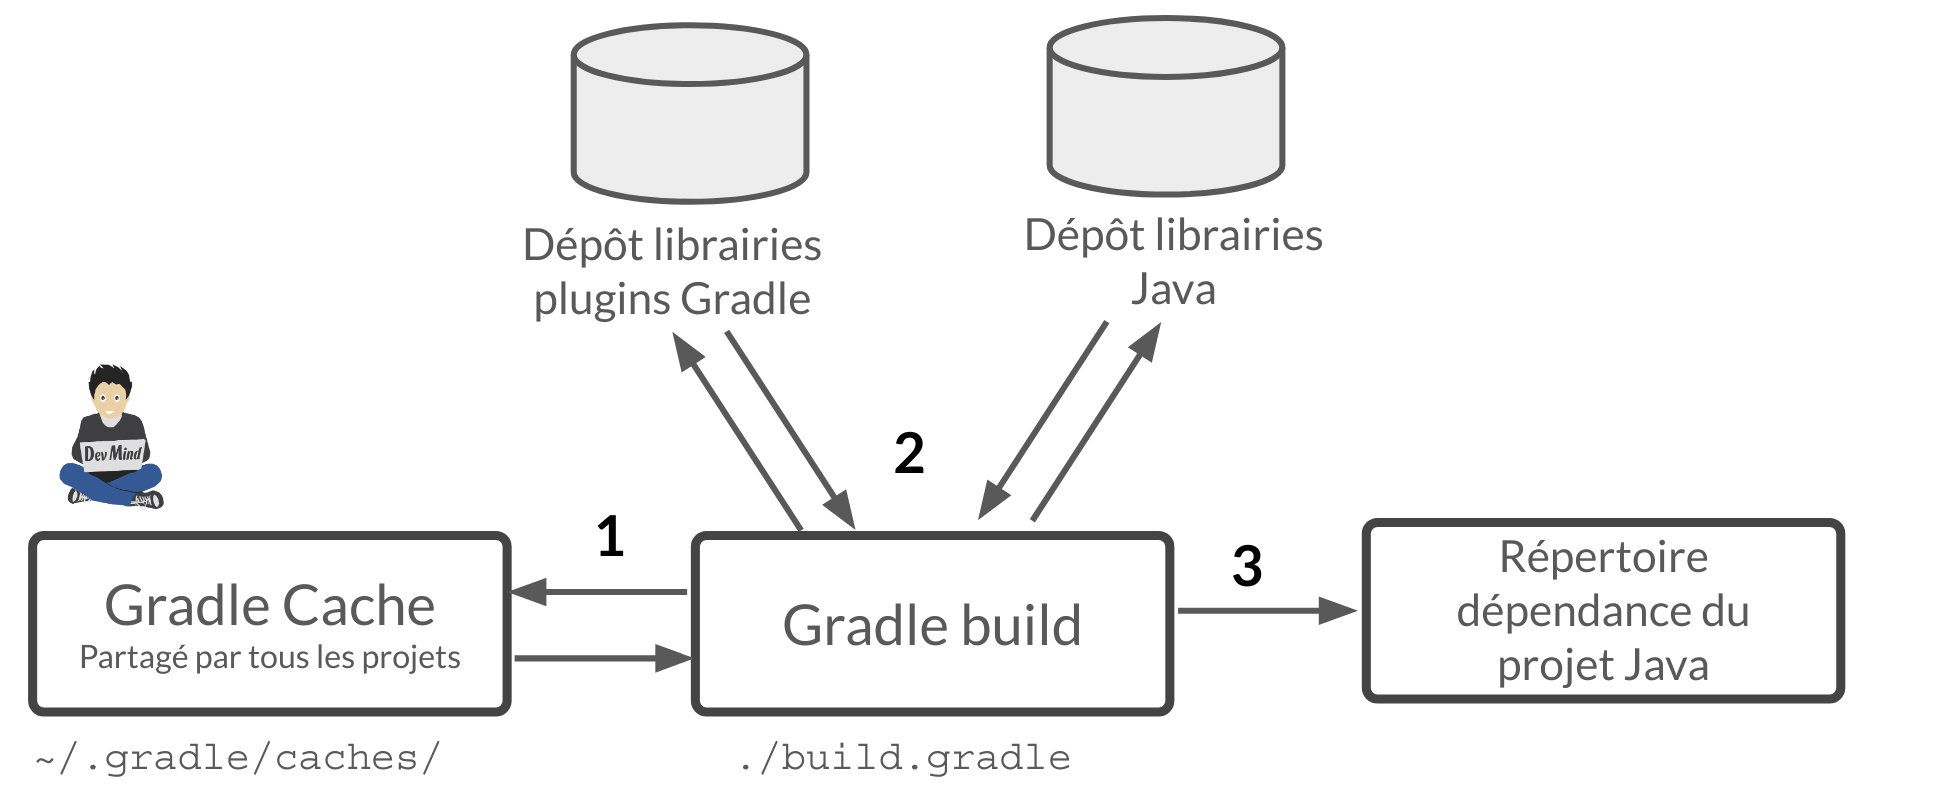 Dépôt librairies
plugins Gradle
Dépôt librairies
Java
Dev Mind
1
2
3
Gradle Cache
Partagé par tous les projets
Gradle build
Répertoire
dépendance du
projet Java
~/.gradle/caches/
./build.gradle